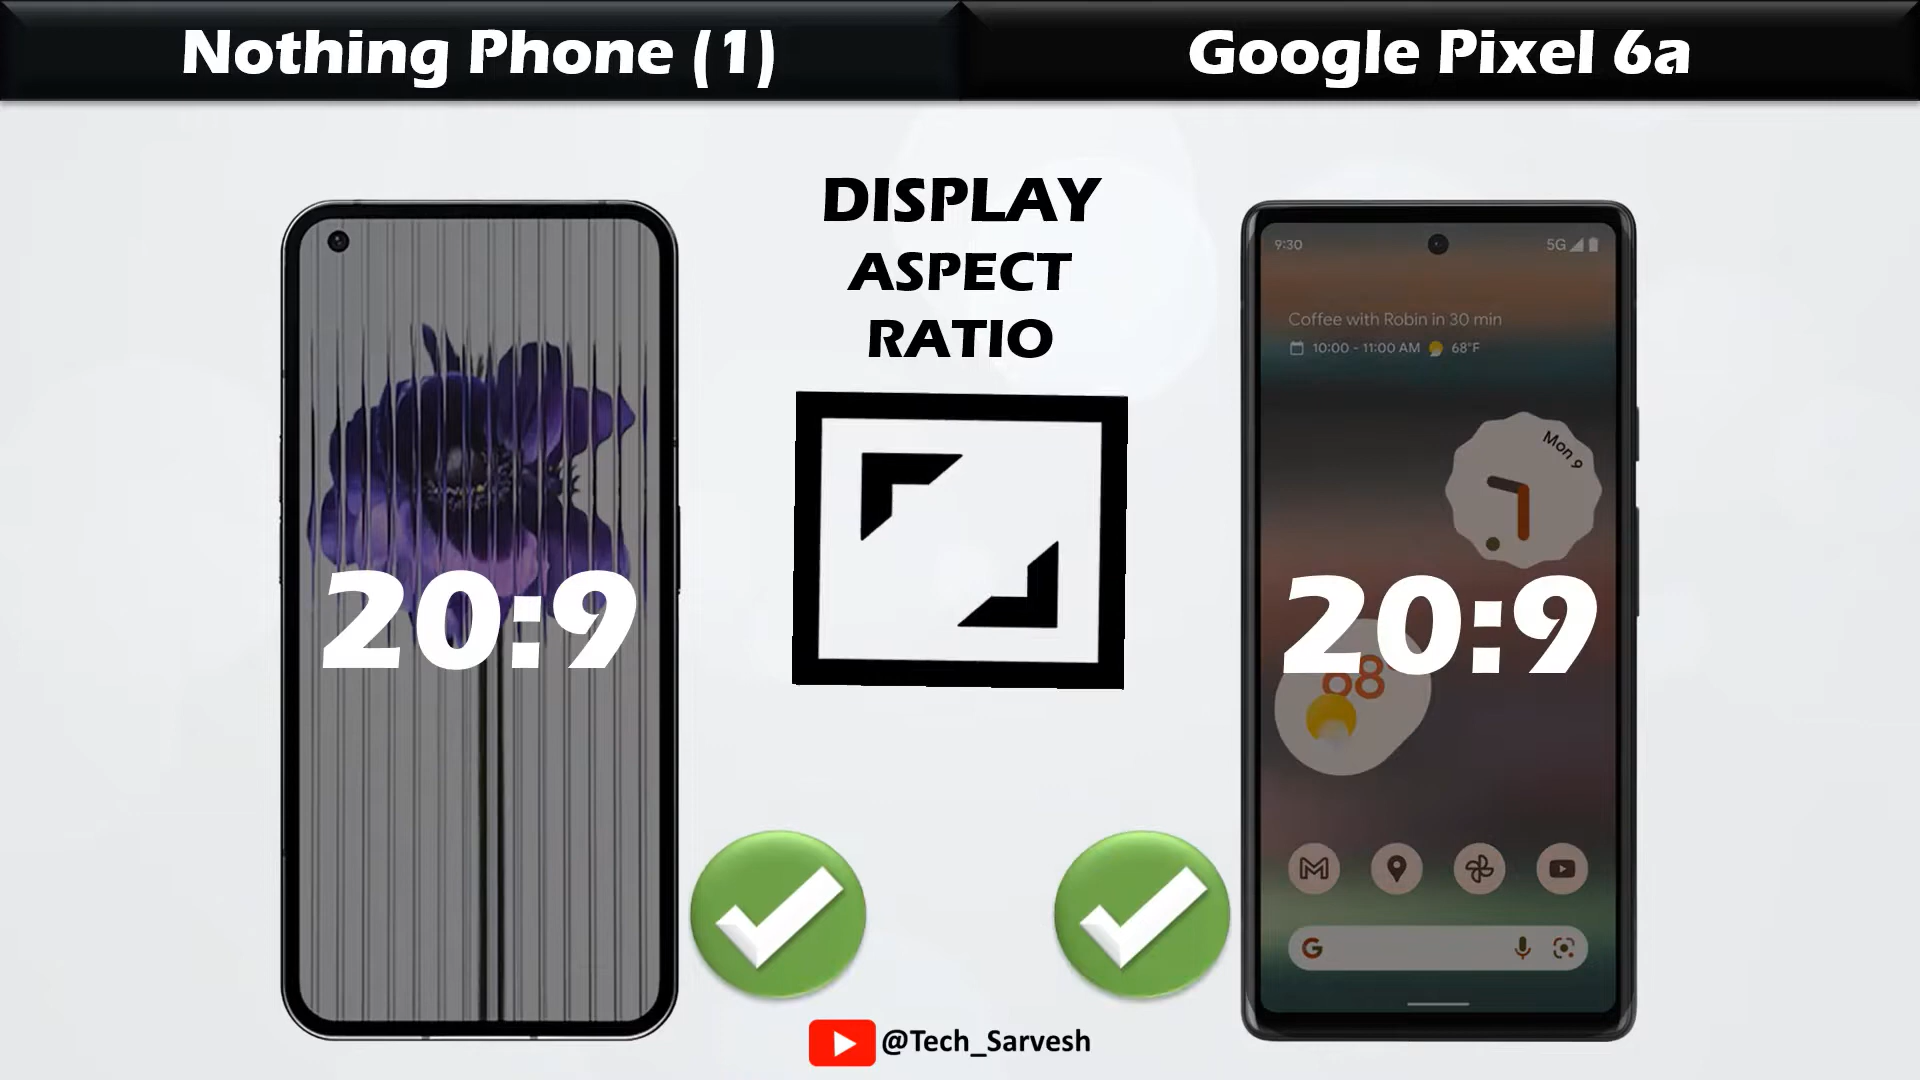 Nothing Phone (1)
Google Pixel 6a
DISPLAY
ASPECT
RATIO
9:30
5G
Coffee with Robin in 30 min
10:00 - 11:00 AM 68°F
Mon 9
20:9
20:9
68°
G
@Tech_Sarvesh